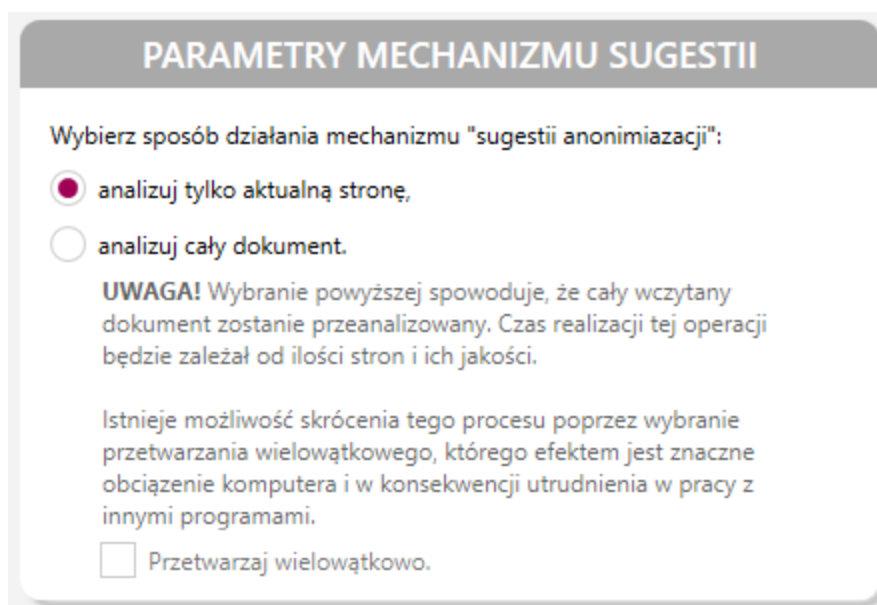 PARAMETRY MECHANIZMU SUGESTII
Wybierz sposób działania mechanizmu "sugestii anonimiazacji":
analizuj tylko aktualną stronę,
analizuj cały dokument.
UWAGA! Wybranie powyższej spowoduje, że cały wczytany
dokument zostanie przeanalizowany. Czas realizacji tej operacji
będzie zależał od ilości stron i ich jakości.
Istnieje możliwość skrócenia tego procesu poprzez wybranie
przetwarzania wielowątkowego, którego efektem jest znaczne
obciązenie komputera i w konsekwencji utrudnienia w pracy z
innymi programami.
Przetwarzaj wielowątkowo.